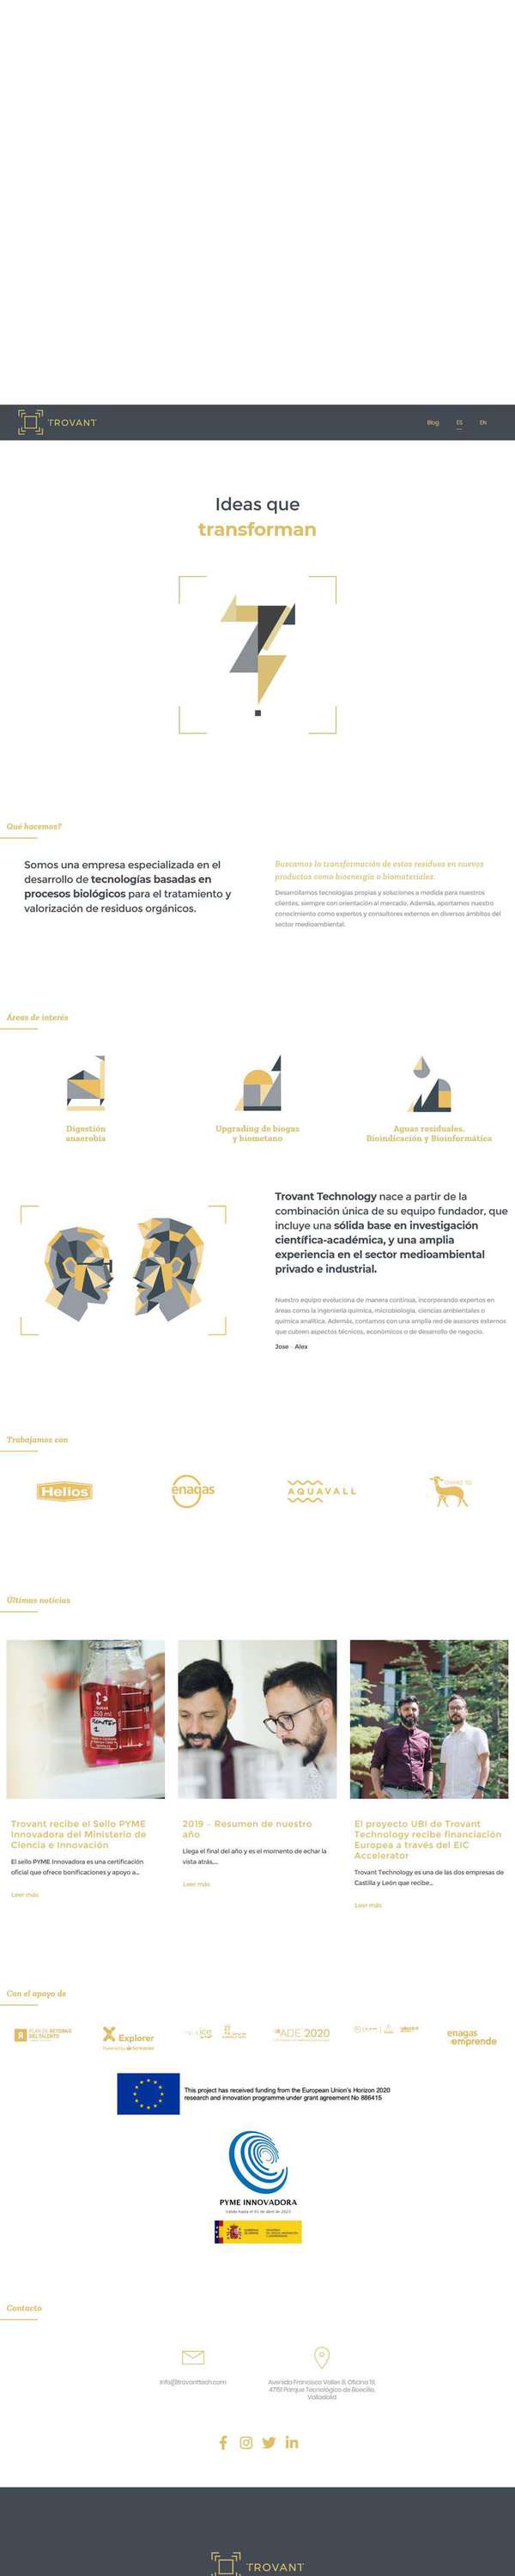 TROVANT
Blog ES EN
Ideas que
transforman
Qué hacemos?
Somos una empresa especializada en el
desarrollo de tecnologías basadas en
procesos biológicos para el tratamiento y
valorización de residuos orgánicos.
Buscamos la transformación de estos residuos en nuevos
productos como bioenergía o biomateriales.
Desarrollamos tecnologías propias y soluciones a medida para nuestros
clientes, siempre con orientación al mercado. Además, aportamos nuestro
conocimiento como expertos y consultores externos en diversos ámbitos del
sector medioambiental.
Áreas de interés
Digestión
anaerobia
Upgrading de biogas
y biometano
Aguas residuales.
Bioindicación y Bioinformática
Trovant Technology nace a partir de la
combinación única de su equipo fundador, que
incluye una sólida base en investigación
científica-académica, y una amplia
experiencia en el sector medioambiental
privado e industrial.
Nuestro equipo evoluciona de manera continua, incorporando expertos en
áreas como la ingeniería química, microbiología, ciencias ambientales o
química analítica. Además, contamos con una amplia red de asesores externos
que cubren aspectos técnicos, económicos o de desarrollo de negocio.
Jose - Alex
Trabajamos con
Helios
enagas
AQUAVALL
Últimas noticias
250 ml
1
Trovant recibe el Sello PYME
Innovadora del Ministerio de
Ciencia e Innovación
El sello PYME Innovadora es una certificación
oficial que ofrece bonificaciones y apoyo a...
Leer más
2019 – Resumen de nuestro
año
Llega el final del año y es el momento de echar la
vista atrás,...
Leer más
El proyecto UBI de Trovant
Technology recibe financiación
Europea a través del EIC
Accelerator
Trovant Technology es una de las dos empresas de
Castilla y León que recibe...
Leer más
Con el apoyo de
PLAN DE RETORNO
DEL TALENTO
Explorer
Powered by Santander
ice
ADE 2020
enagas
emprende
This project has received funding from the European Union's Horizon 2020
research and innovation programme under grant agreement No 886415
PYME INNOVADORA
Contacto
info@trovanttech.com
Avenida Francisco Valles 8, Oficina 18,
47151 Parque Tecnológico de Boecillo,
Valladolid
TROVANT